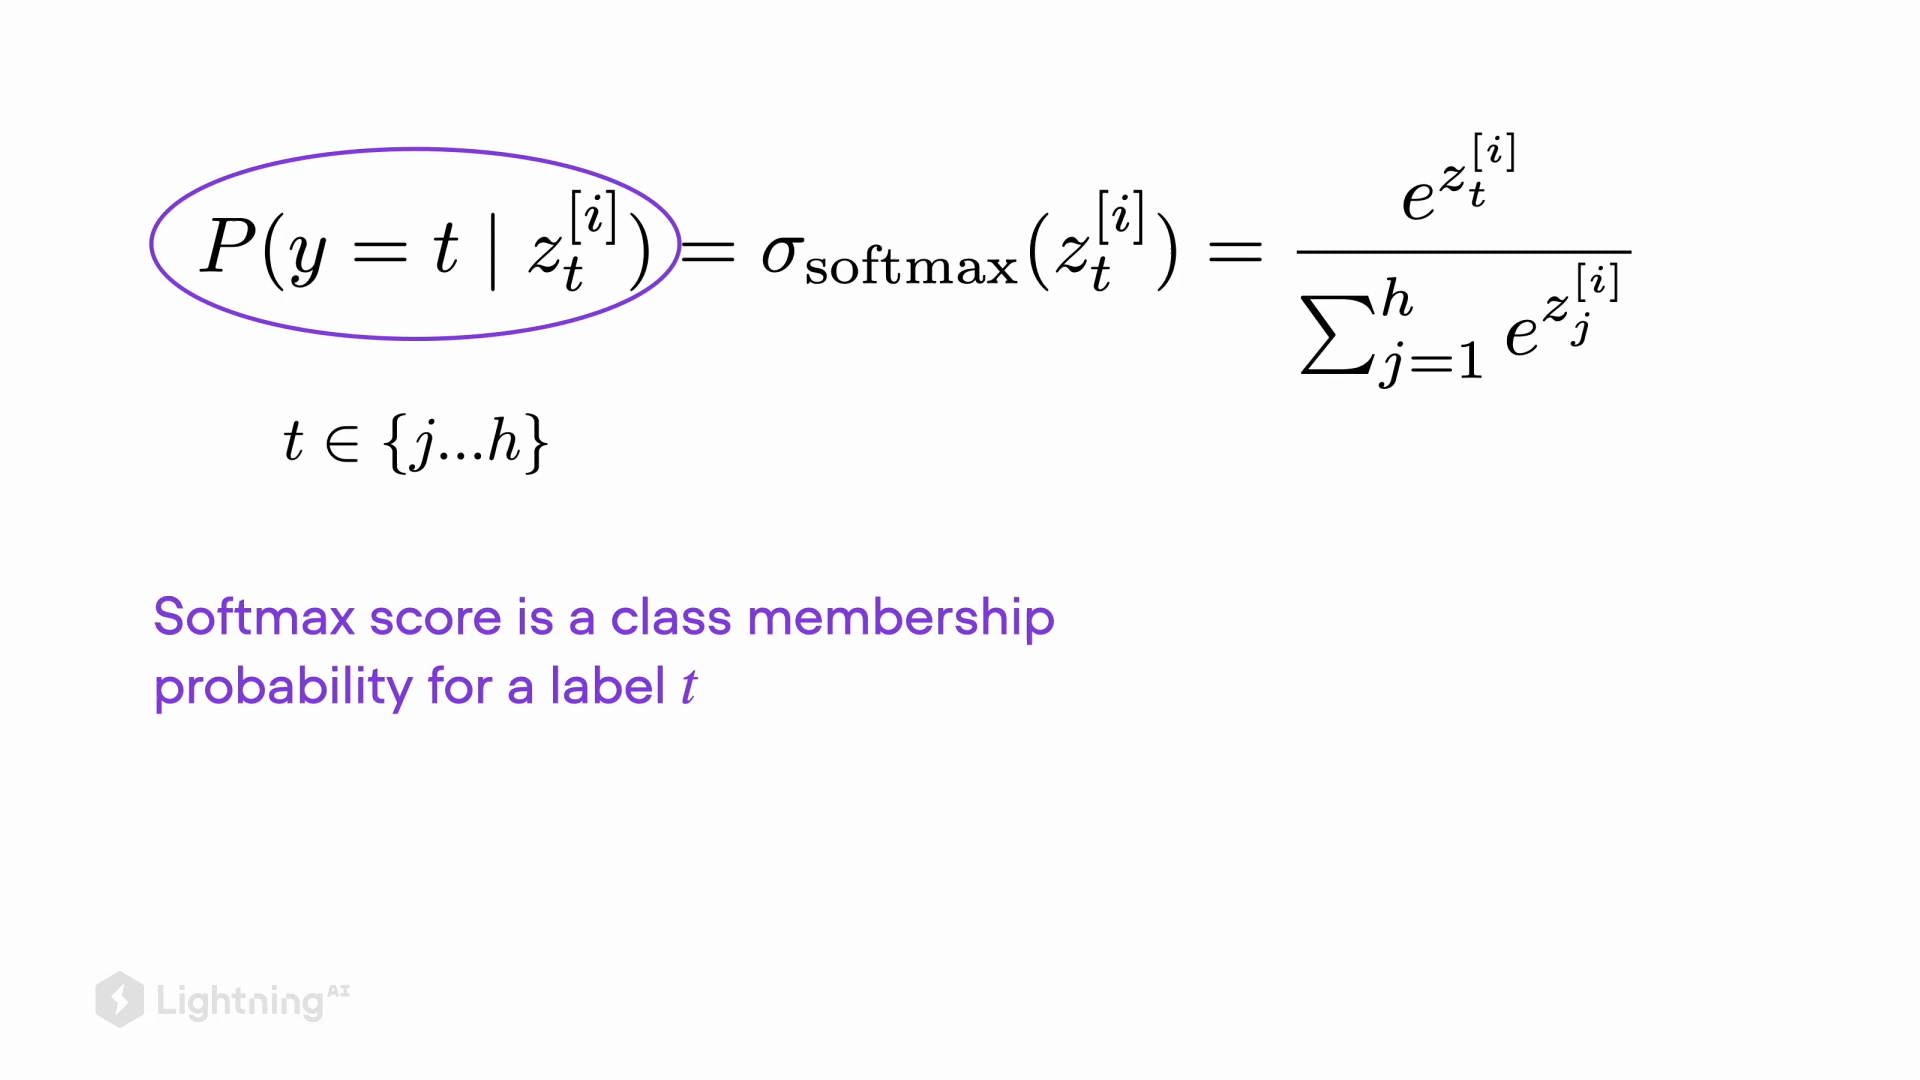 P(y = t | z_t^{[i]}) = σ_softmax(z_t^{[i]}) = e^{z_t^{[i]}} / ∑_{j=1}^{h} e^{z_j^{[i]}}
t ∈ {j...h}
Softmax score is a class membership
probability for a label t
Lightning AI